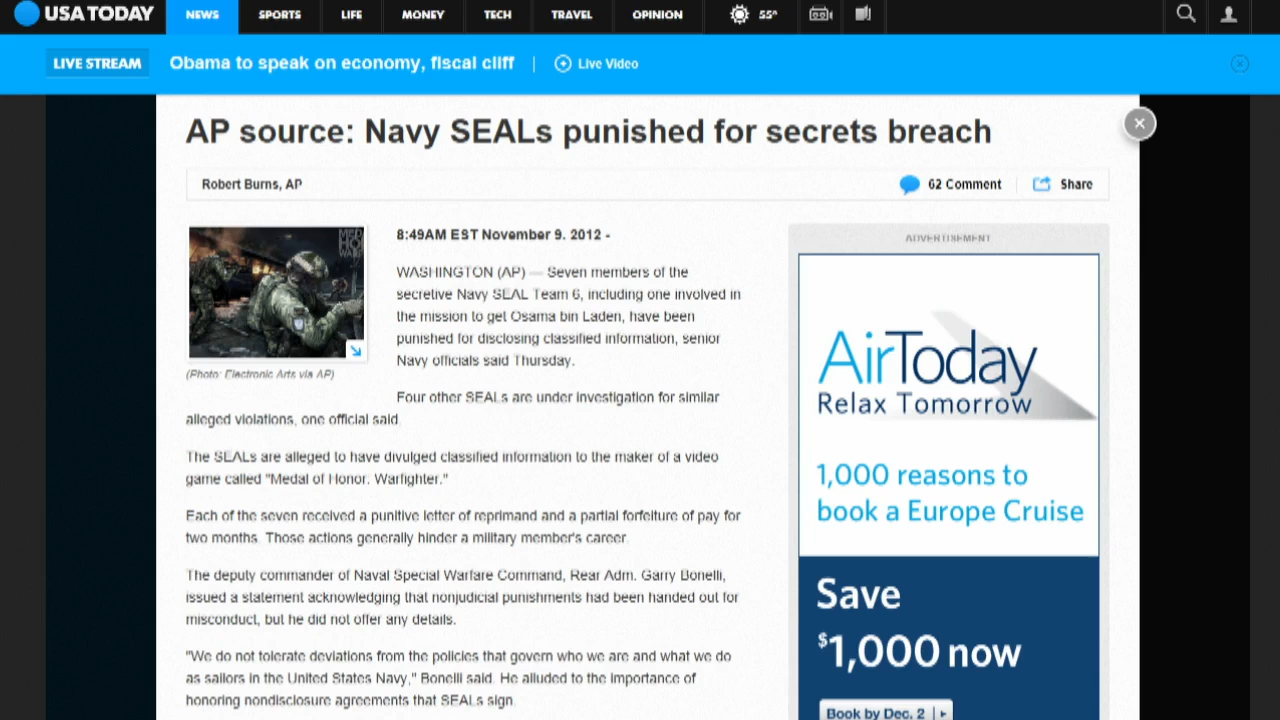 USA TODAY
NEWS
SPORTS
LIFE
MONEY
TECH
TRAVEL
OPINION
55°
LIVE STREAM
Obama to speak on economy, fiscal cliff
Live Video
AP source: Navy SEALs punished for secrets breach
Robert Burns, AP
62 Comment
Share
(Photo: Electronic Arts via AP)
8:49AM EST November 9. 2012 -
WASHINGTON (AP) — Seven members of the
secretive Navy SEAL Team 6, including one involved in
the mission to get Osama bin Laden, have been
punished for disclosing classified information, senior
Navy officials said Thursday.
Four other SEALs are under investigation for similar
alleged violations, one official said.
The SEALs are alleged to have divulged classified information to the maker of a video
game called "Medal of Honor: Warfighter."
Each of the seven received a punitive letter of reprimand and a partial forfeiture of pay for
two months. Those actions generally hinder a military member's career.
The deputy commander of Naval Special Warfare Command, Rear Adm. Garry Bonelli,
issued a statement acknowledging that nonjudicial punishments had been handed out for
misconduct, but he did not offer any details.
"We do not tolerate deviations from the policies that govern who we are and what we do
as sailors in the United States Navy," Bonelli said. He alluded to the importance of
honoring nondisclosure agreements that SEALs sign.
ADVERTISEMENT
AirToday
Relax Tomorrow
1,000 reasons to
book a Europe Cruise
Save
$1,000 now
Book by Dec. 2